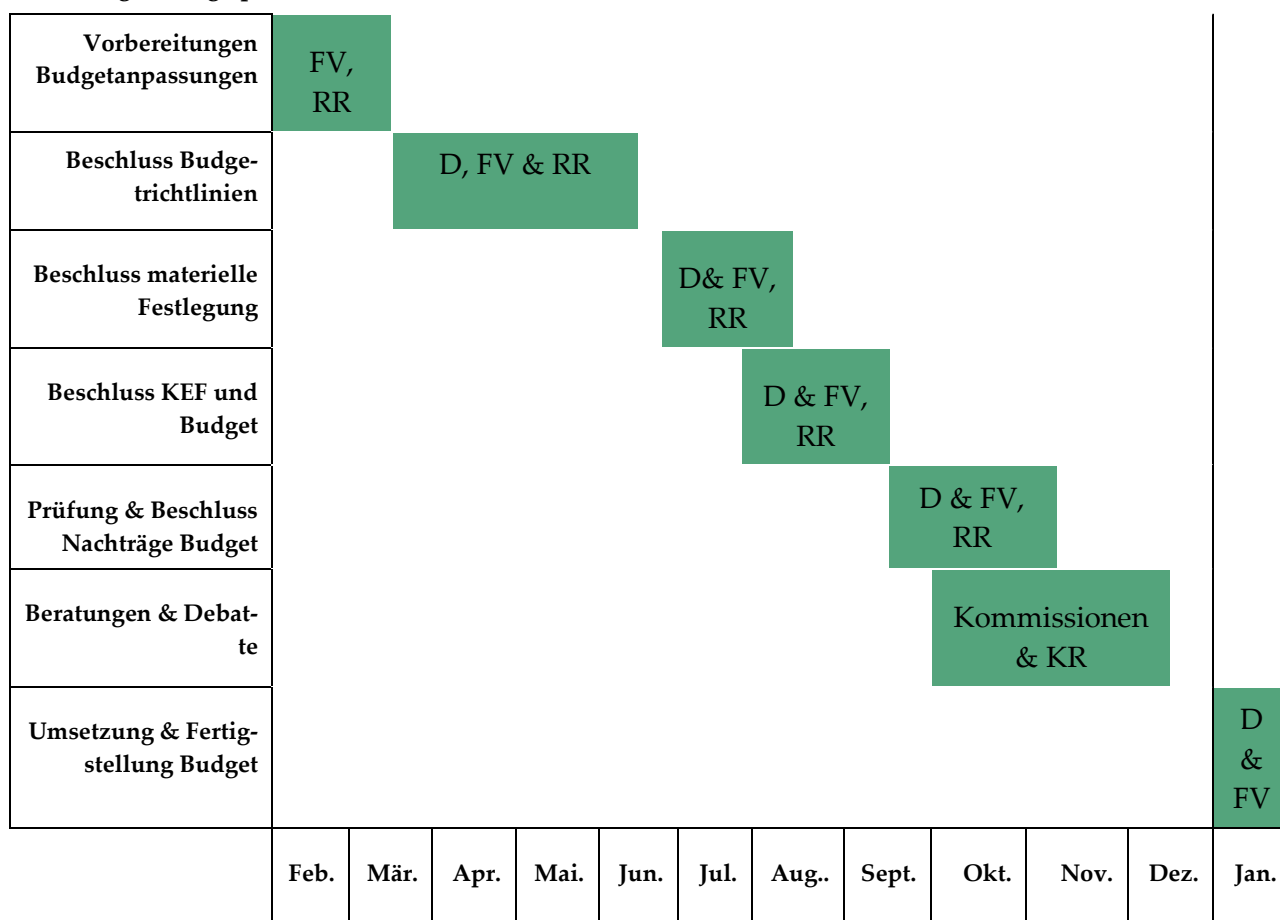 Vorbereitungen
Budgetanpassungen
FV,
RR
Beschluss Budge-
trichtlinien
D, FV & RR
Beschluss materielle
Festlegung
D& FV,
RR
Beschluss KEF und
Budget
D & FV,
RR
Prüfung & Beschluss
Nachträge Budget
D & FV,
RR
Beratungen & Debat-
te
Kommissionen
& KR
Umsetzung & Fertig-
stellung Budget
D
&
FV
Feb. Mär. Apr. Mai. Jun. Jul. Aug.. Sept. Okt. Nov. Dez. Jan.